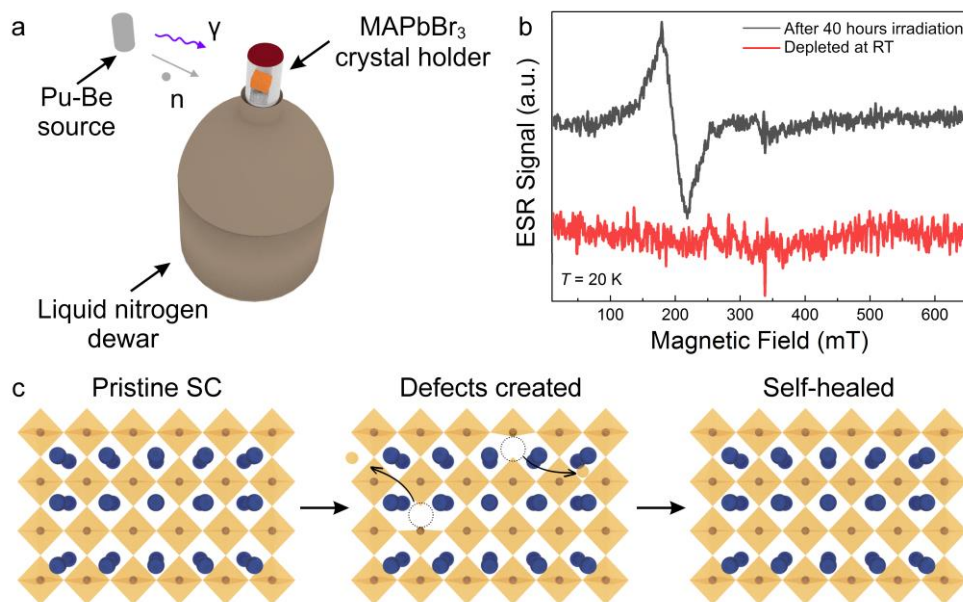 a
γ
n
Pu-Be
source
MAPbBr₃
crystal holder
Liquid nitrogen
dewar
b
After 40 hours irradiation
Depleted at RT
ESR Signal (a.u.)
T = 20 K
100 200 300 400 500 600
Magnetic Field (mT)
c
Pristine SC
Defects created
Self-healed